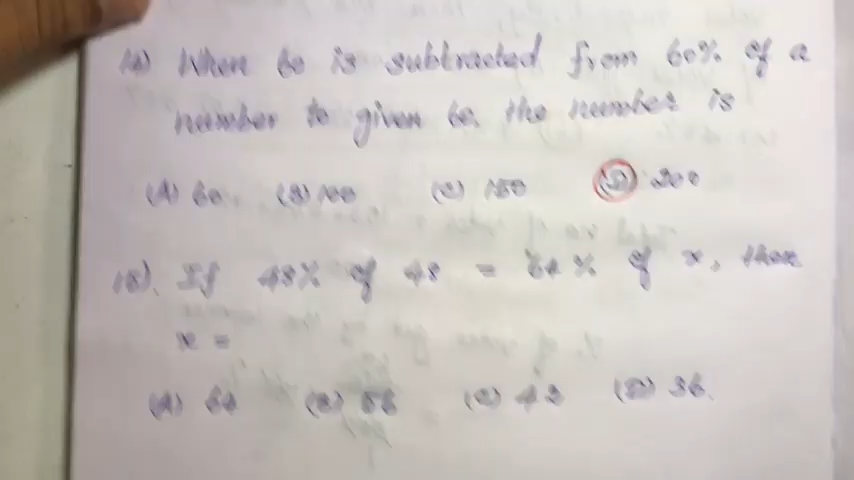 14) When 60 is subtracted from 60% of a
number to given 60, the number is
(A) 60 (B) 100 (C) 150 (D) 200
15). If 48% of 48 = 64% of x, then
x =
(A) 64 (B) 56 (C) 42 (D) 36.